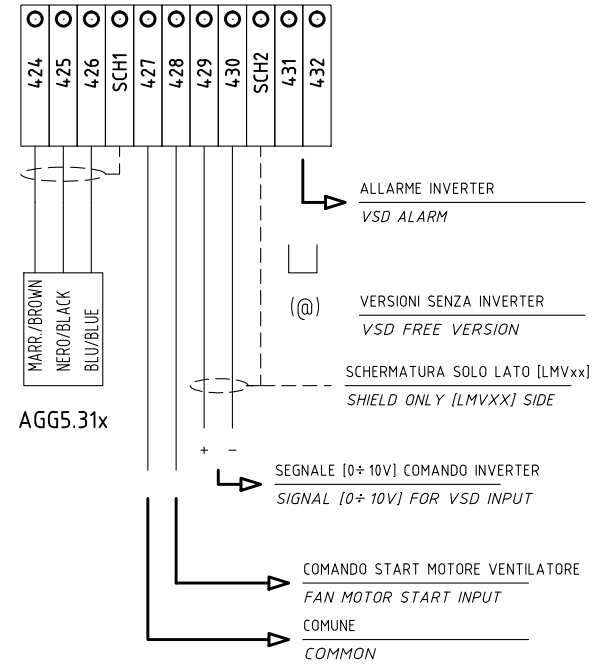 424 425 426 SCH1 427 428 429 430 SCH2 431 432
ALLARME INVERTER
VSD ALARM
(@)
VERSIONI SENZA INVERTER
VSD FREE VERSION
MARR./BROWN
NERO/BLACK
BLU/BLUE
SCHERMATURA SOLO LATO [LMVxx]
SHIELD ONLY [LMVXX] SIDE
AGG5.31x
+ −
SEGNALE [0÷10V] COMANDO INVERTER
SIGNAL [0÷10V] FOR VSD INPUT
COMANDO START MOTORE VENTILATORE
FAN MOTOR START INPUT
COMUNE
COMMON